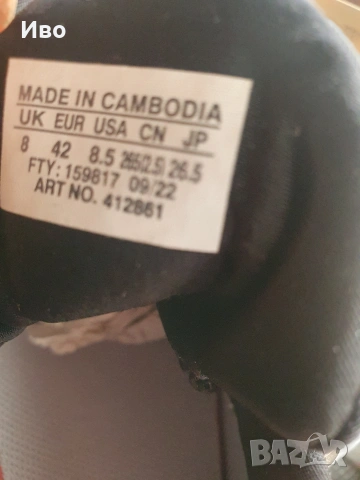 Иво
MADE IN CAMBODIA
UK EUR USA CN JP
8 42 8.5 265(2.5) 26.5
FTY: 159817 09/22
ART NO. 412861
BAZAR